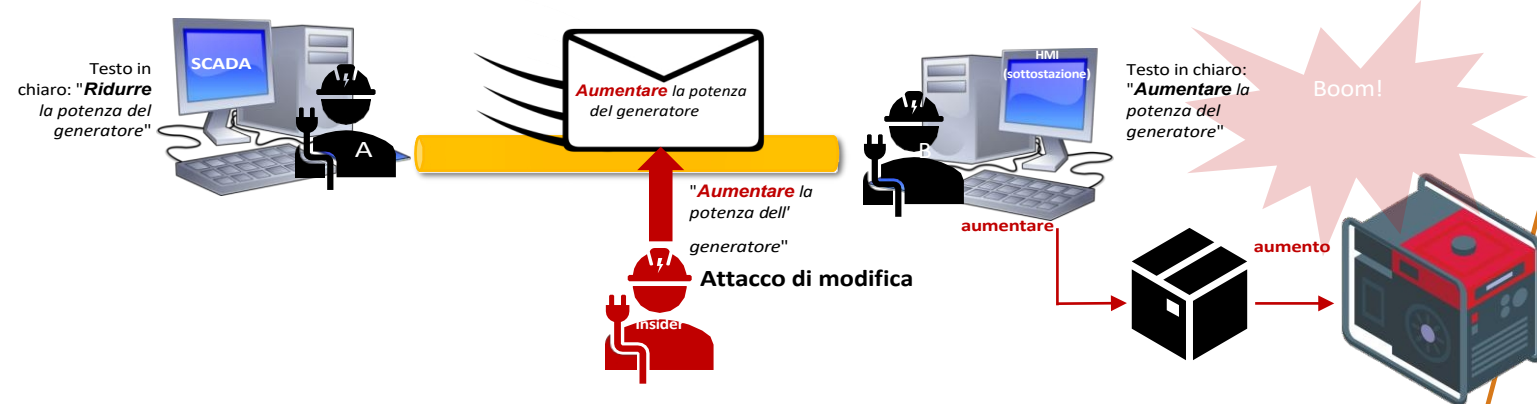 SCADA
Testo in
chiaro: "Ridurre
la potenza del
generatore"
A
Aumentare la potenza
del generatore
"Aumentare la
potenza dell'
generatore"
Attacco di modifica
Insider
HMI
(sottostazione)
B
Testo in chiaro:
"Aumentare la
potenza del
generatore"
Boom!
aumentare
aumento